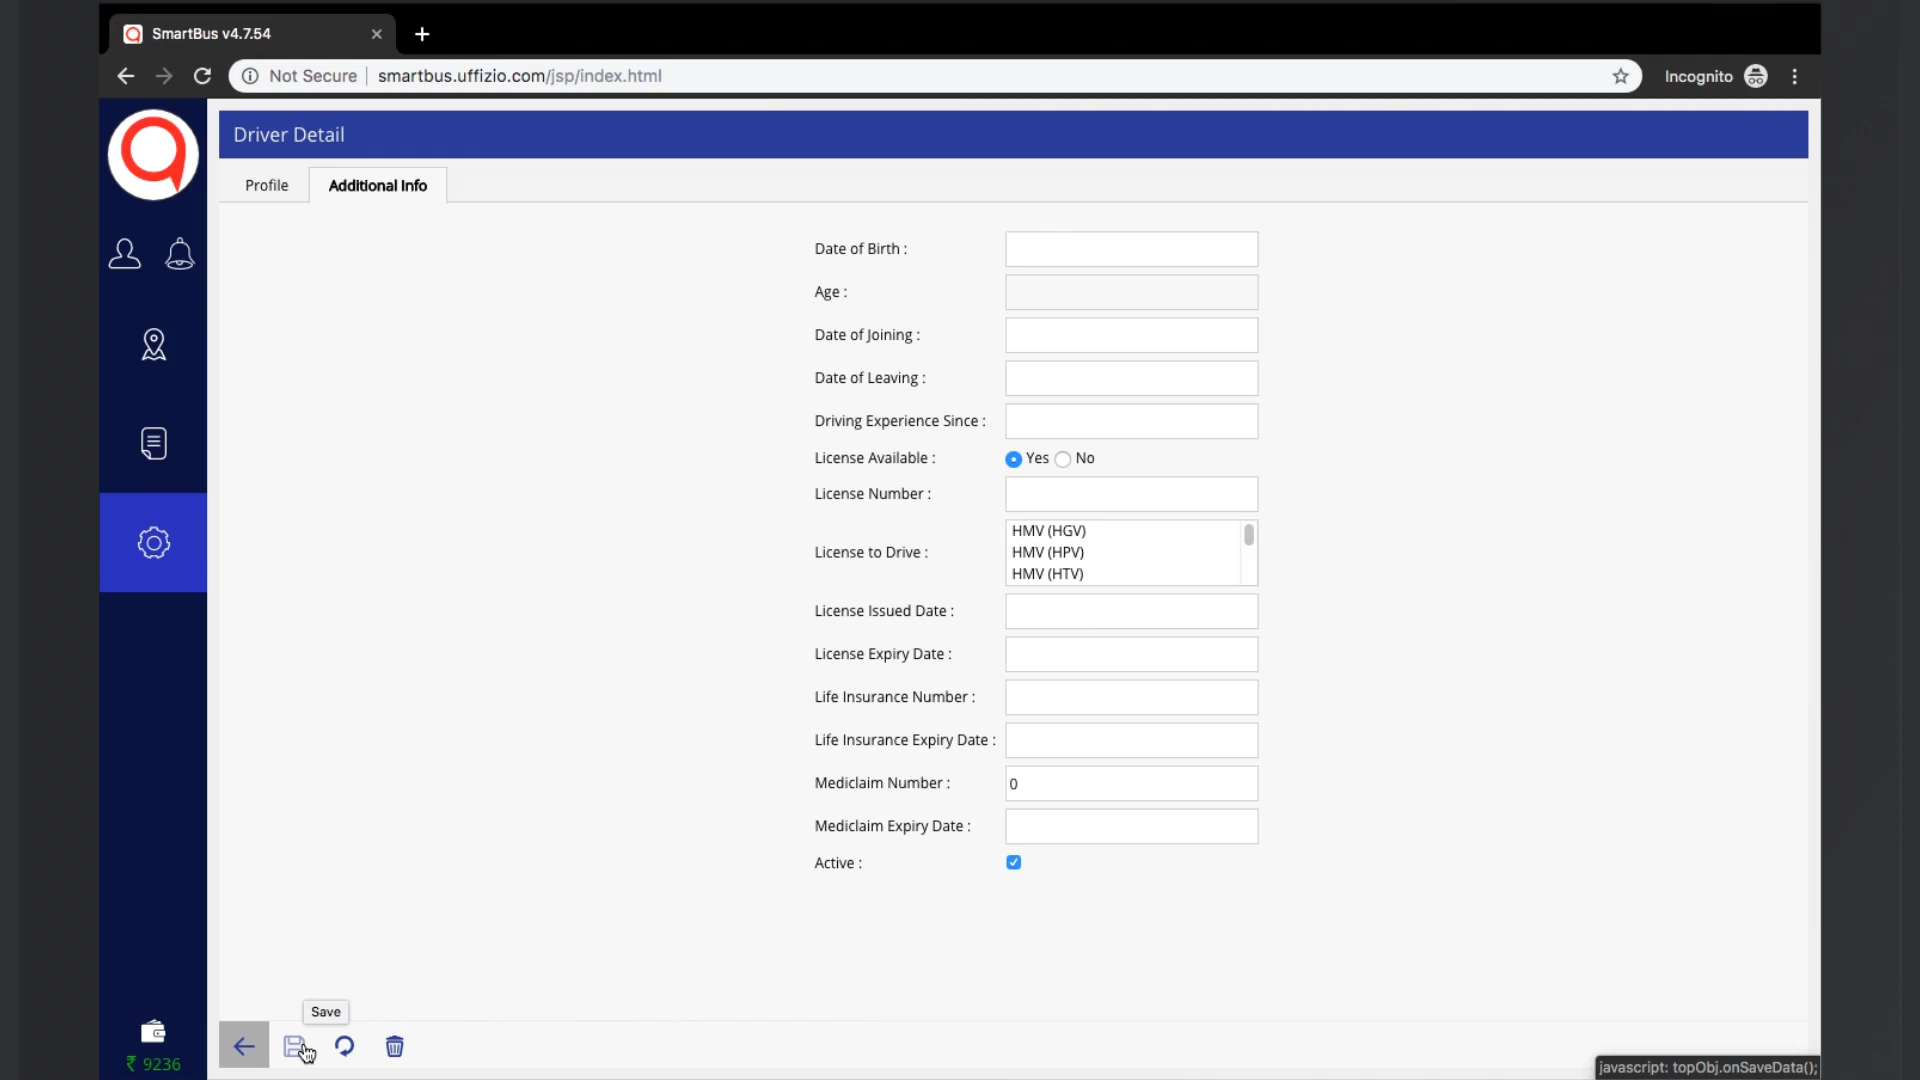 SmartBus v4.7.54
Not Secure smartbus.uffizio.com/jsp/index.html Incognito
Driver Detail
Profile Additional Info
Date of Birth :
Age :
Date of Joining :
Date of Leaving :
Driving Experience Since :
License Available : Yes No
License Number :
HMV (HGV)
License to Drive : HMV (HPV)
HMV (HTV)
License Issued Date :
License Expiry Date :
Life Insurance Number :
Life Insurance Expiry Date :
Mediclaim Number : 0
Mediclaim Expiry Date :
Active :
Save
₹ 9236
javascript: topObj.onSaveData();